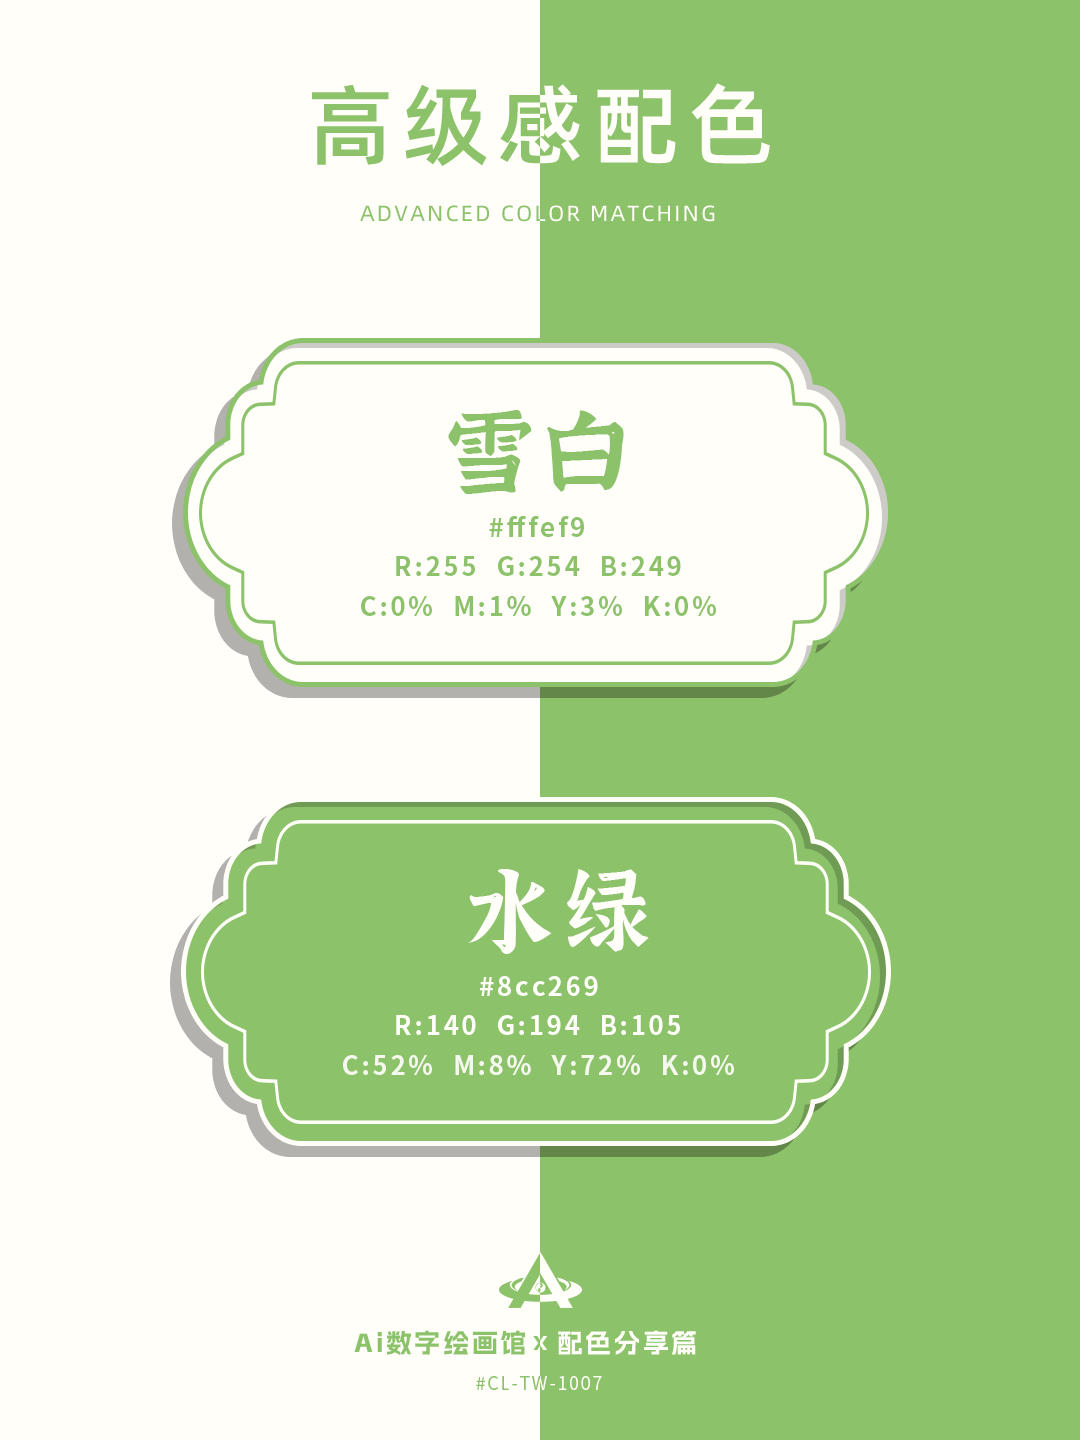 高级感配色
ADVANCED COLOR MATCHING
雪白
#fffef9
R:255 G:254 B:249
C:0% M:1% Y:3% K:0%
水绿
#8cc269
R:140 G:194 B:105
C:52% M:8% Y:72% K:0%
Ai数字绘画馆 x 配色分享篇
#CL-TW-1007